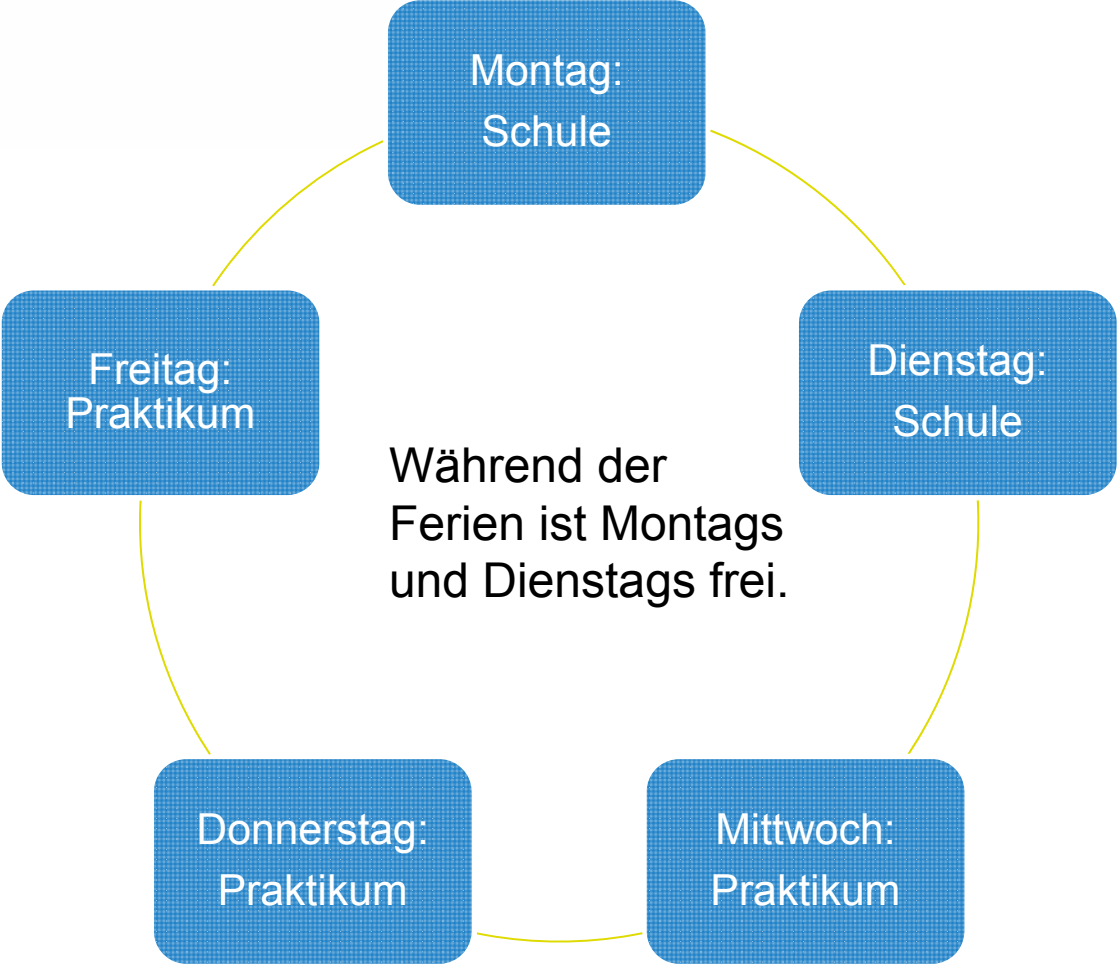 Montag:
Schule
Dienstag:
Schule
Mittwoch:
Praktikum
Donnerstag:
Praktikum
Freitag:
Praktikum
Während der
Ferien ist Montags
und Dienstags frei.